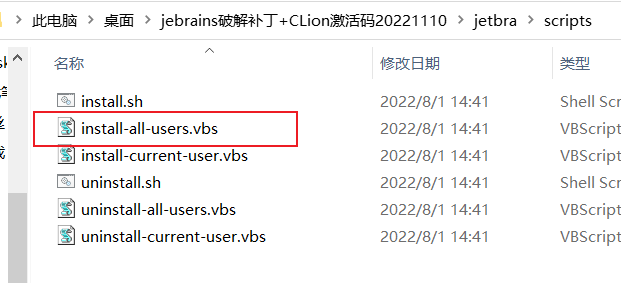 此电脑 > 桌面 > jebrains破解补丁+CLion激活码20221110 > jetbra > scripts
名称 修改日期 类型
install.sh 2022/8/1 14:41 Shell Scr
install-all-users.vbs 2022/8/1 14:41 VBScript
install-current-user.vbs 2022/8/1 14:41 VBScript
uninstall.sh 2022/8/1 14:41 Shell Scr
uninstall-all-users.vbs 2022/8/1 14:41 VBScript
uninstall-current-user.vbs 2022/8/1 14:41 VBScript